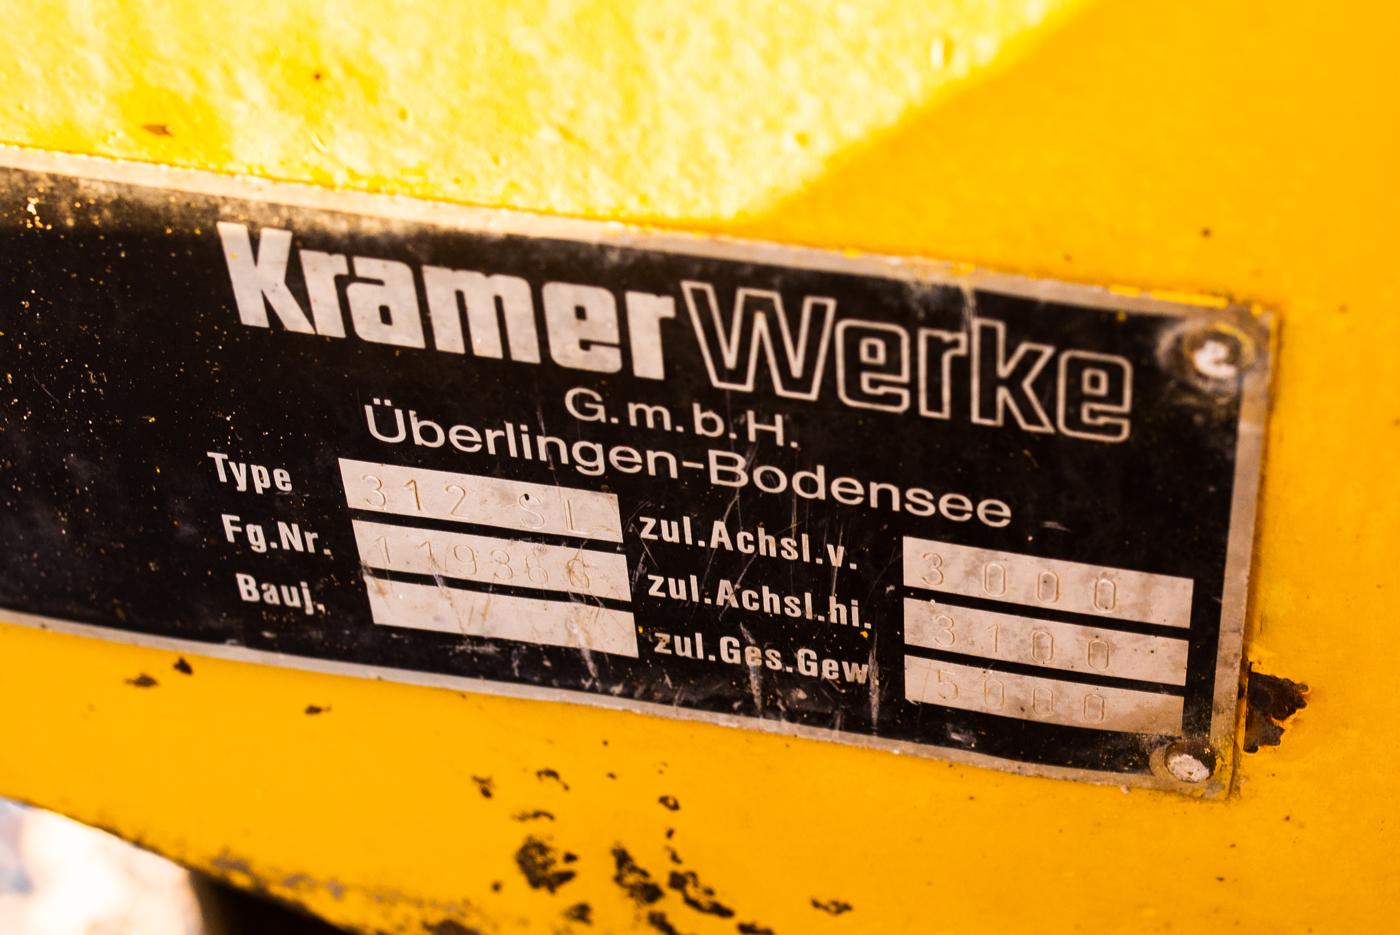 Kramer Werke
G.m.b.H.
Überlingen-Bodensee
Type 312 SL zul.Achsl.v. 3000
Fg.Nr. 119366 zul.Achsl.hi. 3100
Bauj. zul.Ges.Gew. 5000